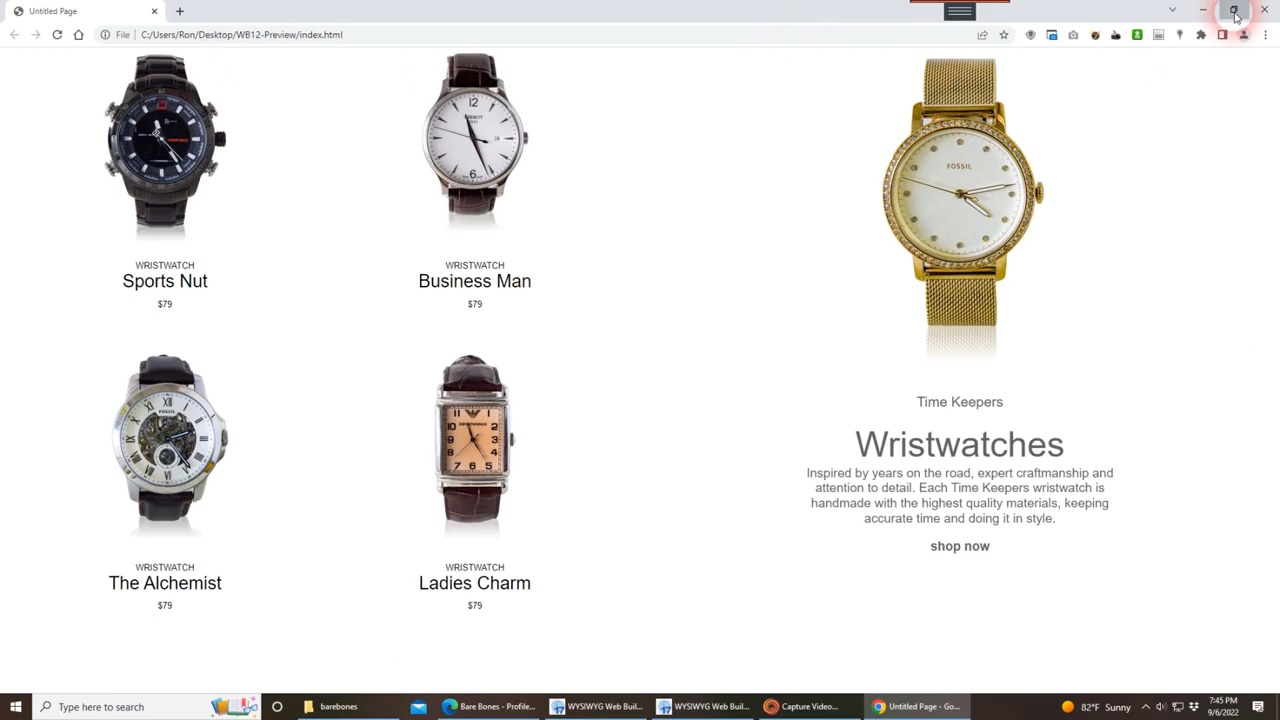 Untitled Page
File
C:/Users/Ron/Desktop/WB12-Preview/index.html
12
6
FOSSIL
WRISTWATCH
Sports Nut
$79
WRISTWATCH
Business Man
$79
Time Keepers
Wristwatches
Inspired by years on the road, expert craftmanship and
attention to detail. Each Time Keepers wristwatch is
handmade with the highest quality materials, keeping
accurate time and doing it in style.
shop now
FOSSIL
WRISTWATCH
The Alchemist
$79
WRISTWATCH
Ladies Charm
$79
Type here to search
barebones
Bare Bones - Profile...
WYSIWYG Web Buil...
WYSIWYG Web Buil...
Capture Video...
Untitled Page - Go...
82°F Sunny
7:45 PM
9/6/2022